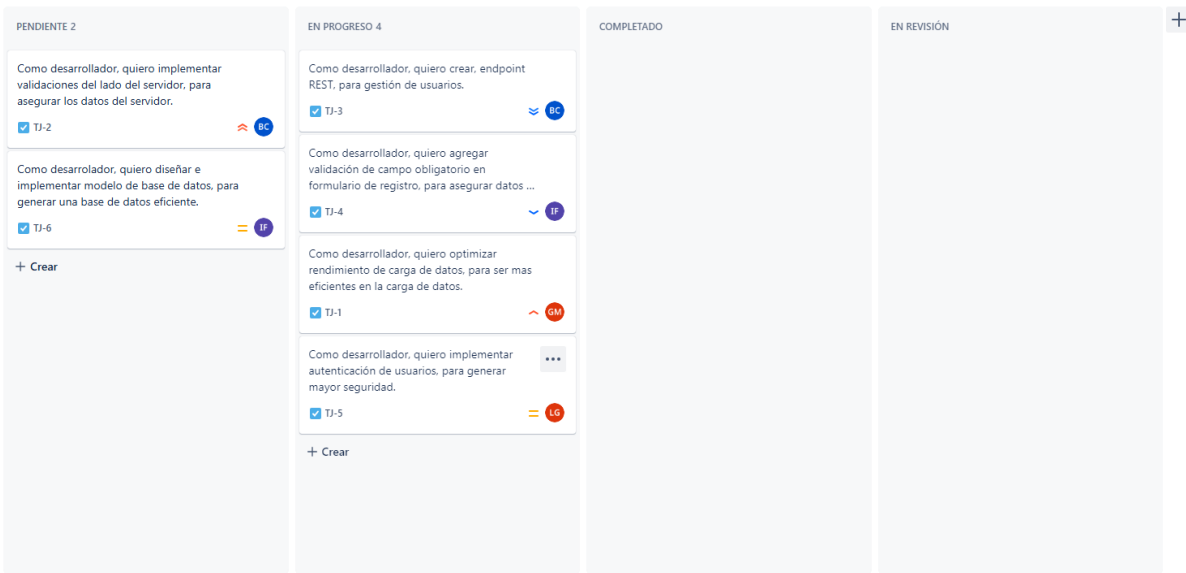 PENDIENTE 2
Como desarrollador, quiero implementar
validaciones del lado del servidor, para
asegurar los datos del servidor.
TJ-2
BC
Como desarrolador, quiero diseñar e
implementar modelo de base de datos, para
generar una base de datos eficiente.
TJ-6
IF
+ Crear
EN PROGRESO 4
Como desarrollador, quiero crear, endpoint
REST, para gestión de usuarios.
TJ-3
BC
Como desarrollador, quiero agregar
validación de campo obligatorio en
formulario de registro, para asegurar datos ...
TJ-4
IF
Como desarrollador, quiero optimizar
rendimiento de carga de datos, para ser mas
eficientes en la carga de datos.
TJ-1
GM
Como desarrollador, quiero implementar
autenticación de usuarios, para generar
mayor seguridad.
TJ-5
LG
+ Crear
COMPLETADO
EN REVISIÓN